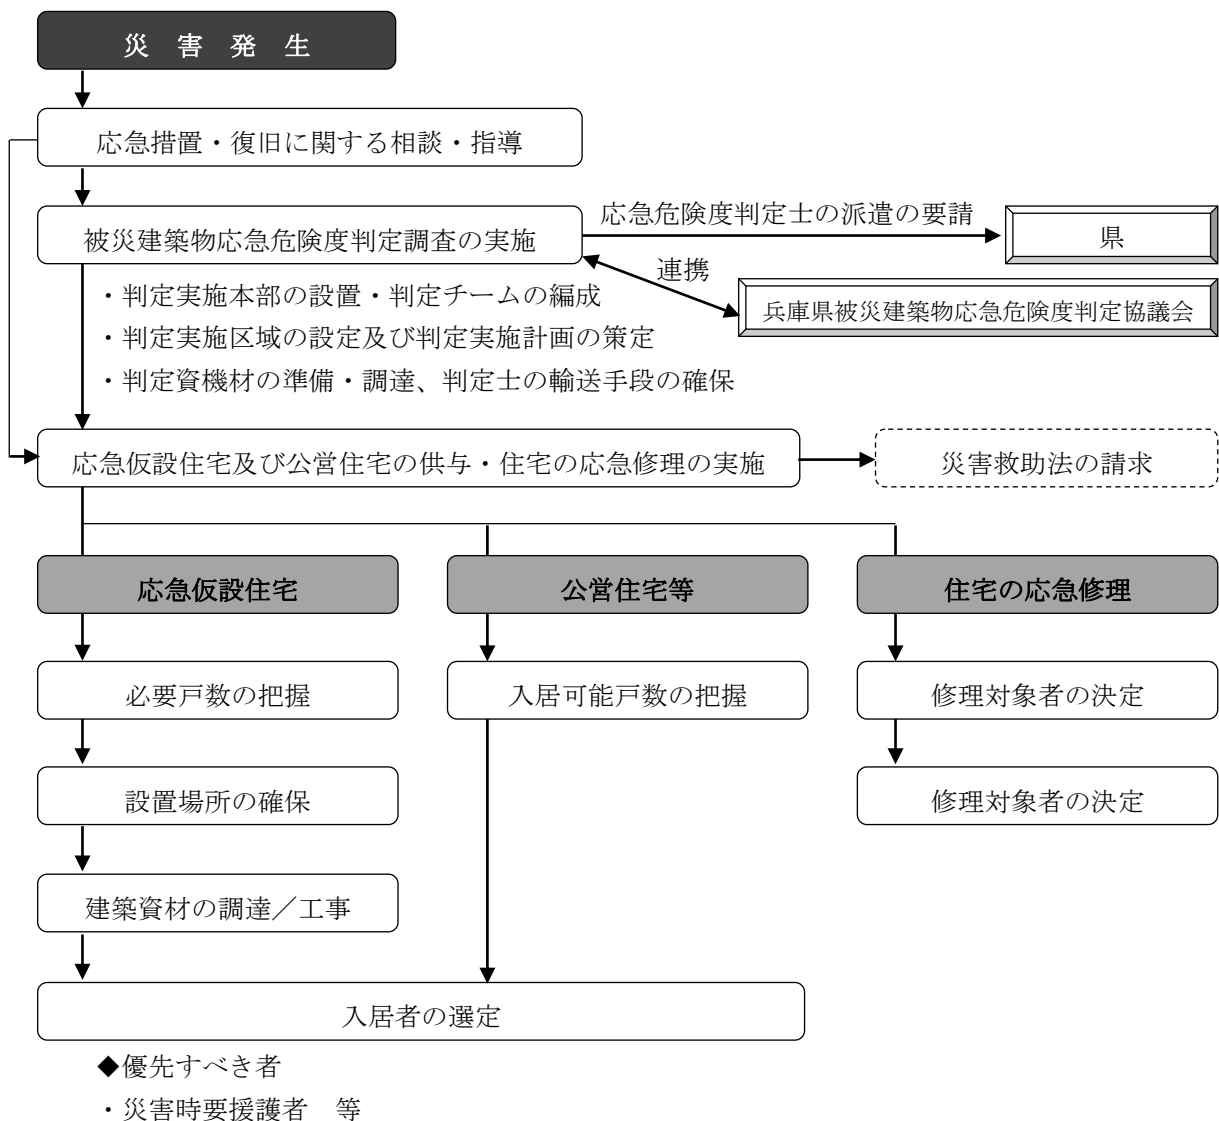 災　害　発　生
応急措置・復旧に関する相談・指導
被災建築物応急危険度判定調査の実施
応急危険度判定士の派遣の要請
県
連携
兵庫県被災建築物応急危険度判定協議会
・判定実施本部の設置・判定チームの編成
・判定実施区域の設定及び判定実施計画の策定
・判定資機材の準備・調達、判定士の輸送手段の確保
応急仮設住宅及び公営住宅の供与・住宅の応急修理の実施
災害救助法の請求
応急仮設住宅
公営住宅等
住宅の応急修理
必要戸数の把握
入居可能戸数の把握
修理対象者の決定
設置場所の確保
修理対象者の決定
建築資材の調達／工事
入居者の選定
◆優先すべき者
・災害時要援護者　等